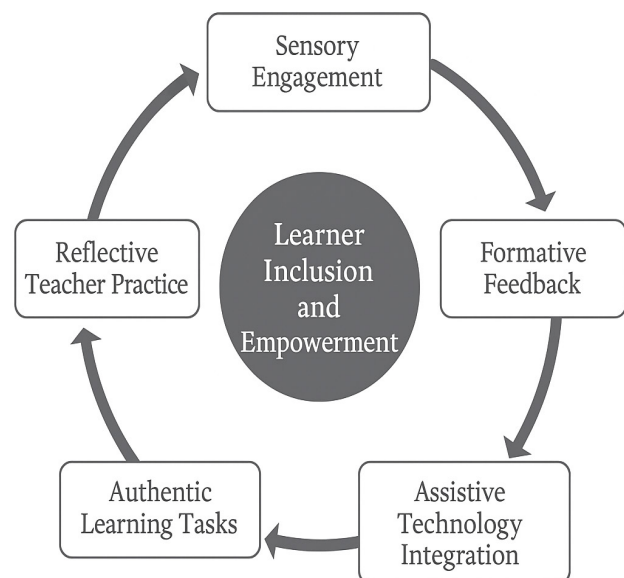 Sensory
Engagement
Formative
Feedback
Assistive
Technology
Integration
Authentic
Learning Tasks
Reflective
Teacher Practice
Learner
Inclusion
and
Empowerment